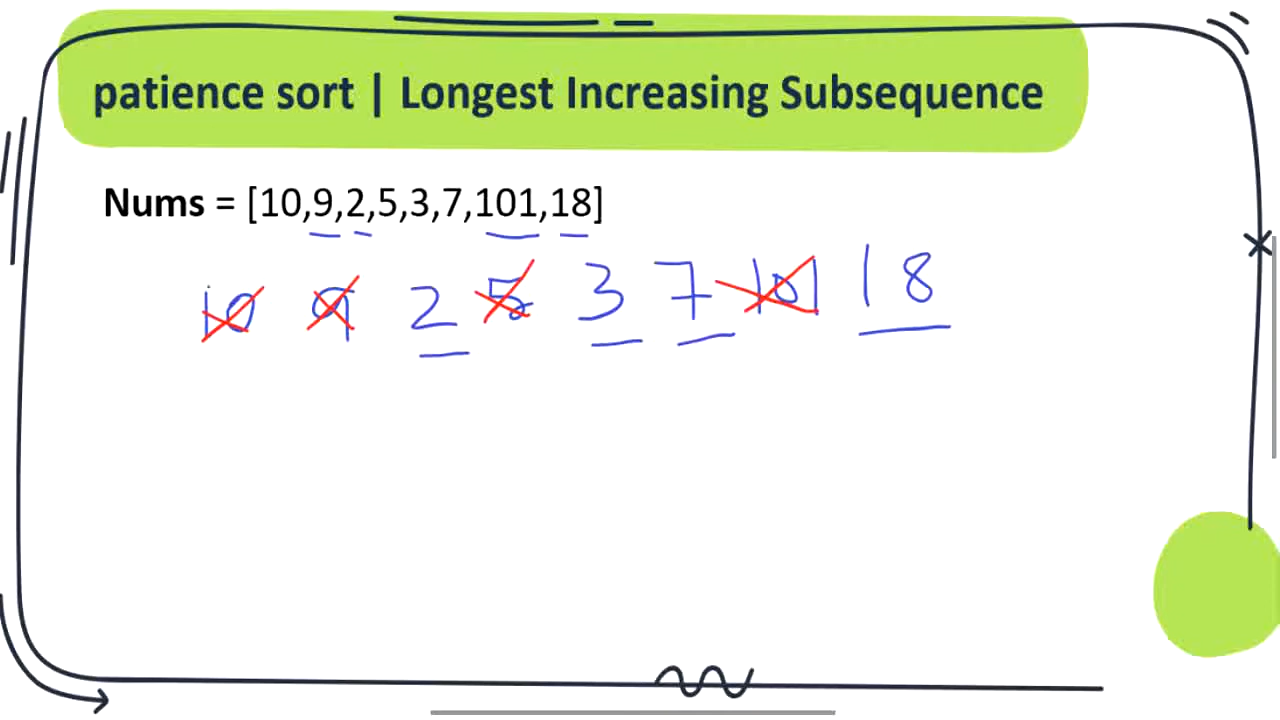 patience sort | Longest Increasing Subsequence
Nums = [10,9,2,5,3,7,101,18]
10 9 2 5 3 7 101 18